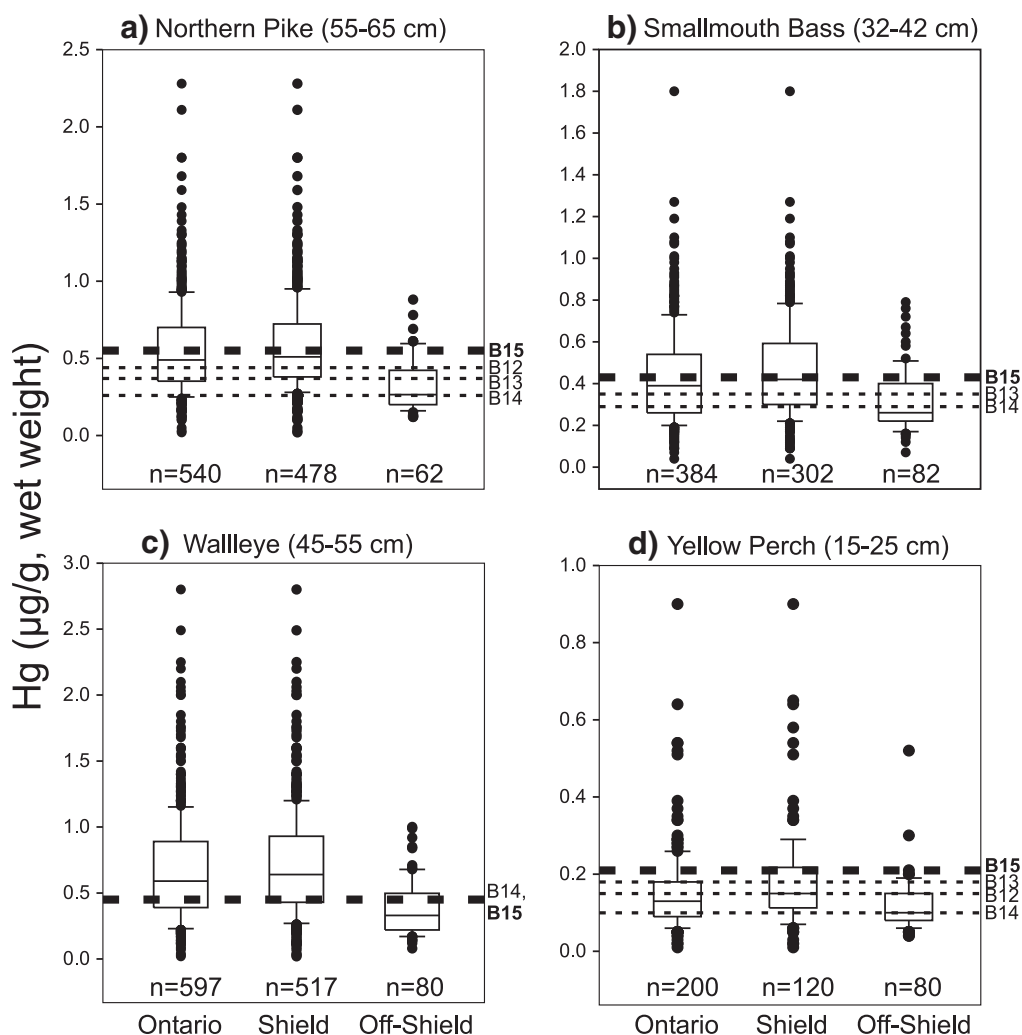 a) Northern Pike (55-65 cm)
2.5
2.0
1.5
1.0
0.5
0.0
B15
B12
B13
B14
n=540 n=478 n=62
b) Smallmouth Bass (32-42 cm)
2.0
1.8
1.6
1.4
1.2
1.0
0.8
0.6
0.4
0.2
0.0
B15
B13
B14
n=384 n=302 n=82
Hg (µg/g, wet weight)
c) Wallleye (45-55 cm)
3.0
2.5
2.0
1.5
1.0
0.5
0.0
B14,
B15
n=597 n=517 n=80
Ontario Shield Off-Shield
d) Yellow Perch (15-25 cm)
1.0
0.8
0.6
0.4
0.2
0.0
B15
B13
B12
B14
n=200 n=120 n=80
Ontario Shield Off-Shield